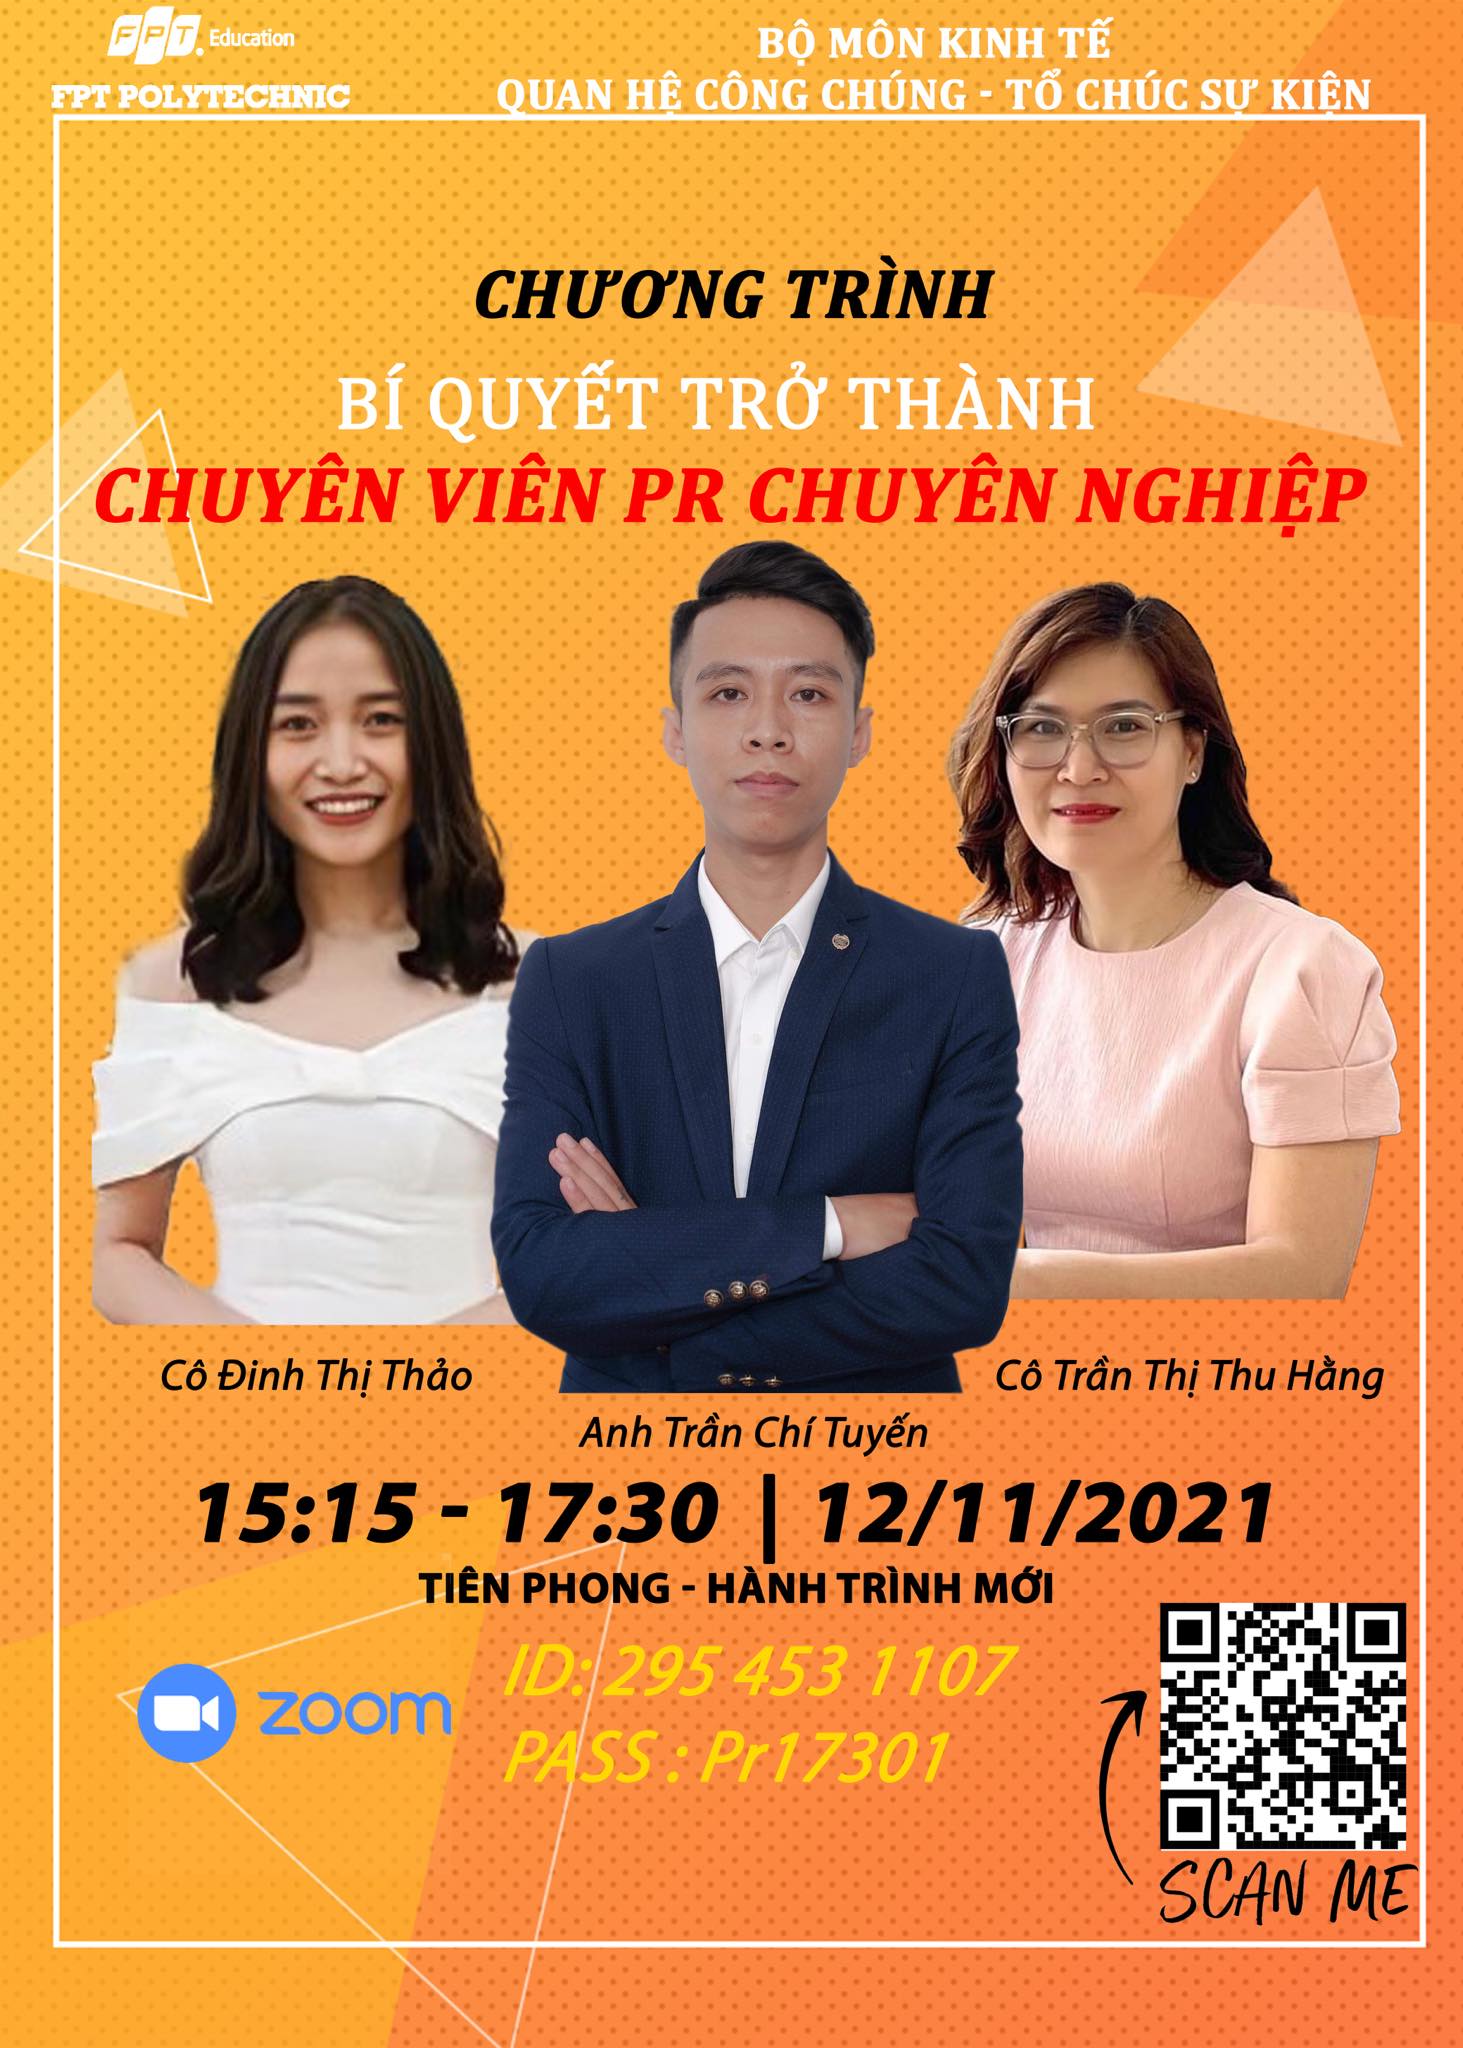 FPT. Education
FPT POLYTECHNIC
BỘ MÔN KINH TẾ
QUAN HỆ CÔNG CHÚNG - TỔ CHÚC SỰ KIỆN
CHƯƠNG TRÌNH
BÍ QUYẾT TRỞ THÀNH
CHUYÊN VIÊN PR CHUYÊN NGHIỆP
Cô Đinh Thị Thảo
Cô Trần Thị Thu Hằng
Anh Trần Chí Tuyến
15:15 - 17:30 | 12/11/2021
TIÊN PHONG - HÀNH TRÌNH MỚI
zoom
ID: 295 453 1107
PASS : Pr17301
SCAN ME